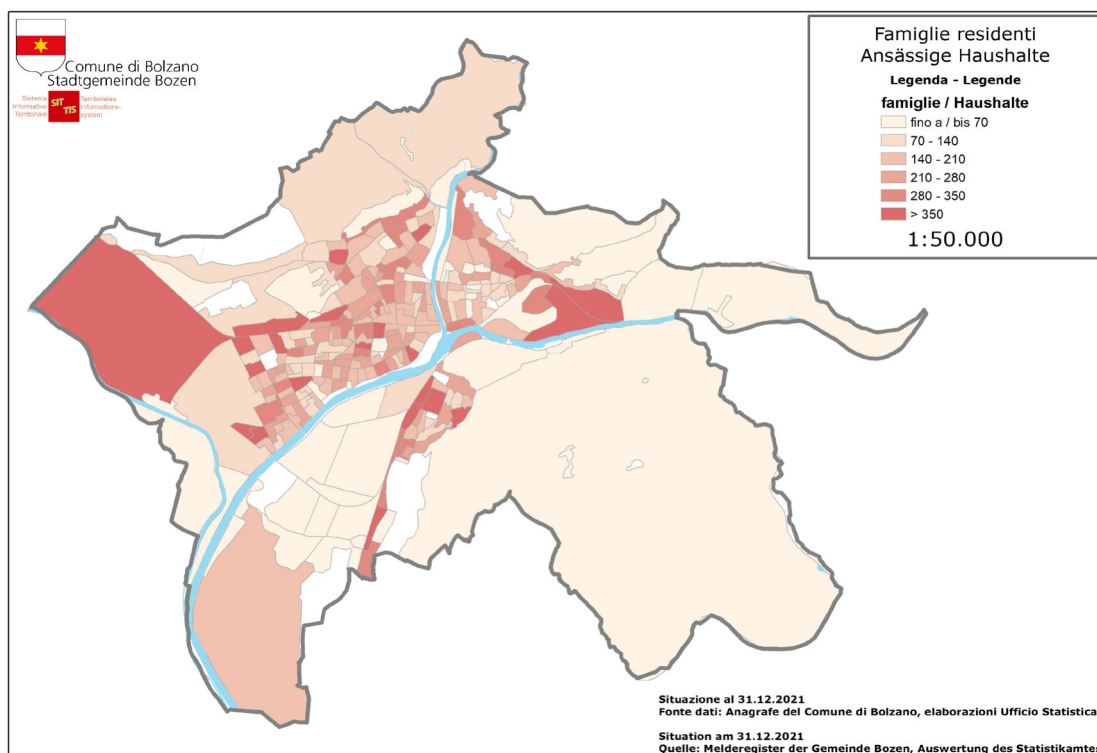 Comune di Bolzano
Stadtgemeinde Bozen
Sistema
Informativo
Territoriale
SIT
TIS
Territoriales
Informations-
system
Famiglie residenti
Ansässige Haushalte
Legenda - Legende
famiglie / Haushalte
fino a / bis 70
70 - 140
140 - 210
210 - 280
280 - 350
> 350
1:50.000
Situazione al 31.12.2021
Fonte dati: Anagrafe del Comune di Bolzano, elaborazioni Ufficio Statistica
Situation am 31.12.2021
Quelle: Melderegister der Gemeinde Bozen, Auswertung des Statistikamtes